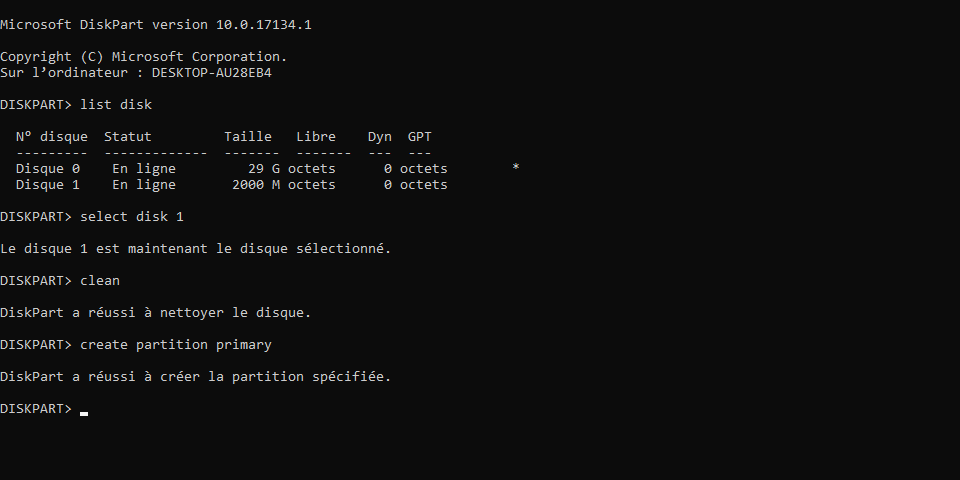 Microsoft DiskPart version 10.0.17134.1
Copyright (C) Microsoft Corporation.
Sur l’ordinateur : DESKTOP-AU28EB4
DISKPART> list disk
N° disque  Statut         Taille   Libre    Dyn  GPT
---------  -------------  -------  -------  ---  ---
Disque 0    En ligne         29 G octets      0 octets        *
Disque 1    En ligne       2000 M octets      0 octets
DISKPART> select disk 1
Le disque 1 est maintenant le disque sélectionné.
DISKPART> clean
DiskPart a réussi à nettoyer le disque.
DISKPART> create partition primary
DiskPart a réussi à créer la partition spécifiée.
DISKPART>